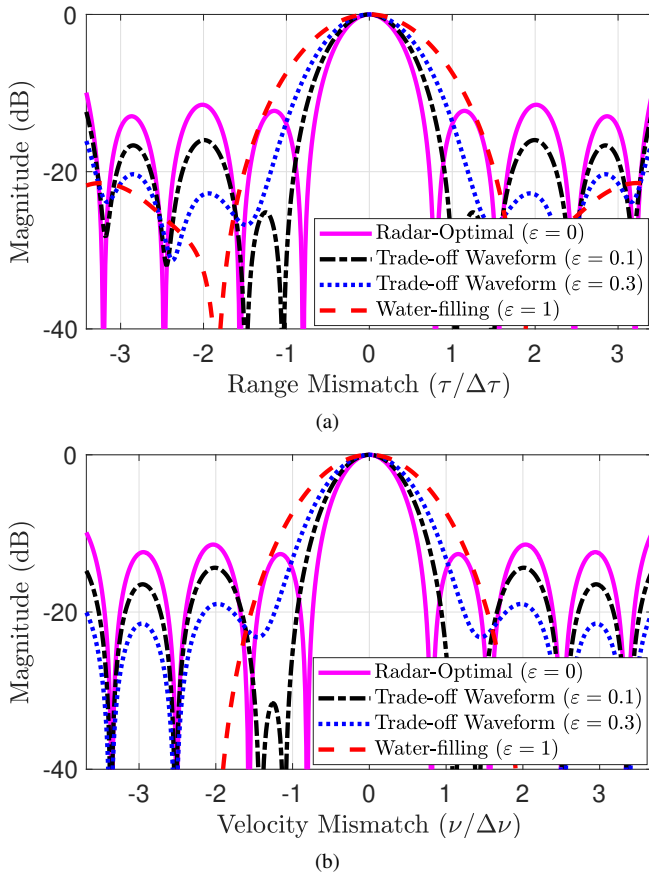 0
-20
-40
Magnitude (dB)
Radar-Optimal (ε = 0)
Trade-off Waveform (ε = 0.1)
Trade-off Waveform (ε = 0.3)
Water-filling (ε = 1)
-3 -2 -1 0 1 2 3
Range Mismatch (τ/Δτ)
(a)
0
-20
-40
Magnitude (dB)
Radar-Optimal (ε = 0)
Trade-off Waveform (ε = 0.1)
Trade-off Waveform (ε = 0.3)
Water-filling (ε = 1)
-3 -2 -1 0 1 2 3
Velocity Mismatch (ν/Δν)
(b)